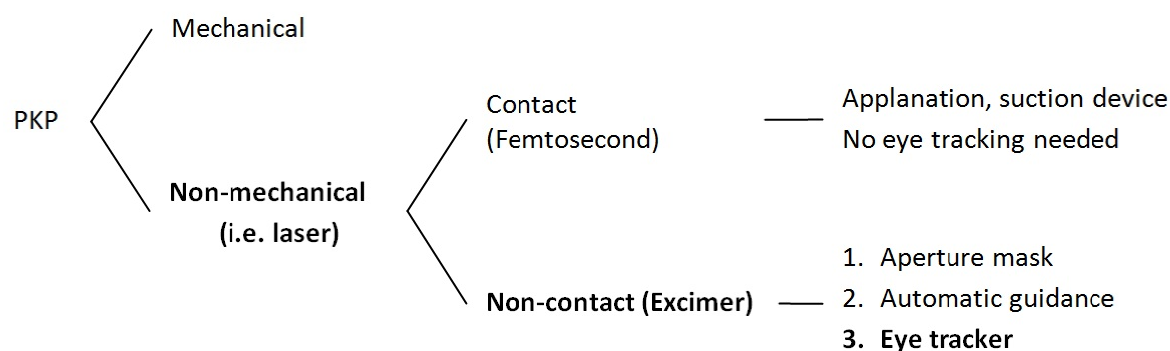 Mechanical
PKP
Non-mechanical
(i.e. laser)
Contact
(Femtosecond)
Applanation, suction device
No eye tracking needed
Non-contact (Excimer)
1. Aperture mask
2. Automatic guidance
3. Eye tracker